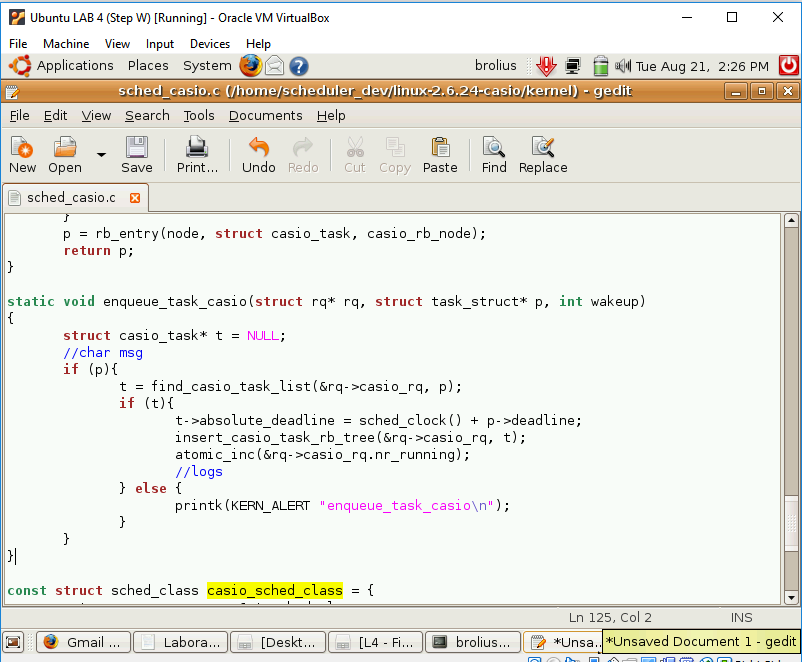 Ubuntu LAB 4 (Step W) [Running] - Oracle VM VirtualBox
File Machine View Input Devices Help
Applications Places System brolius Tue Aug 21, 2:26 PM
sched_casio.c (/home/scheduler_dev/linux-2.6.24-casio/kernel) - gedit
File Edit View Search Tools Documents Help
New Open Save Print... Undo Redo Cut Copy Paste Find Replace
sched_casio.c
}
p = rb_entry(node, struct casio_task, casio_rb_node);
return p;
}
static void enqueue_task_casio(struct rq* rq, struct task_struct* p, int wakeup)
{
struct casio_task* t = NULL;
//char msg
if (p){
t = find_casio_task_list(&rq->casio_rq, p);
if (t){
t->absolute_deadline = sched_clock() + p->deadline;
insert_casio_task_rb_tree(&rq->casio_rq, t);
atomic_inc(&rq->casio_rq.nr_running);
//logs
} else {
printk(KERN_ALERT "enqueue_task_casio\n");
}
}
}
const struct sched_class casio_sched_class = {
Ln 125, Col 2 INS
Gmail ... Labora... [Deskt... [L4 - Fi... brolius... *Unsa... *Unsaved Document 1 - gedit